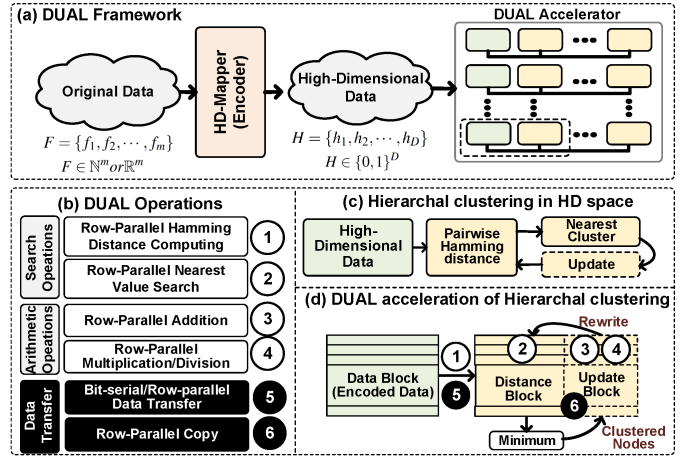 (a) DUAL Framework
DUAL Accelerator
Original Data
F = {f1, f2, ··· , fm}
F ∈ ℕ^m or ℝ^m
HD-Mapper
(Encoder)
High-Dimensional
Data
H = {h1, h2, ··· , hD}
H ∈ {0,1}^D
(b) DUAL Operations
Search
Opeations
Row-Parallel Hamming
Distance Computing
1
Row-Parallel Nearest
Value Search
2
Arithmetic
Operations
Row-Parallel Addition
3
Row-Parallel
Multiplication/Division
4
Data
Transfer
Bit-serial/Row-parallel
Data Transfer
5
Row-Parallel Copy
6
(c) Hierarchal clustering in HD space
High-
Dimensional
Data
Pairwise
Hamming
distance
Nearest
Cluster
Update
(d) DUAL acceleration of Hierarchal clustering
Rewrite
1
2
3
4
Data Block
(Encoded Data)
5
Distance
Block
Update
Block
6
Minimum
Clustered
Nodes